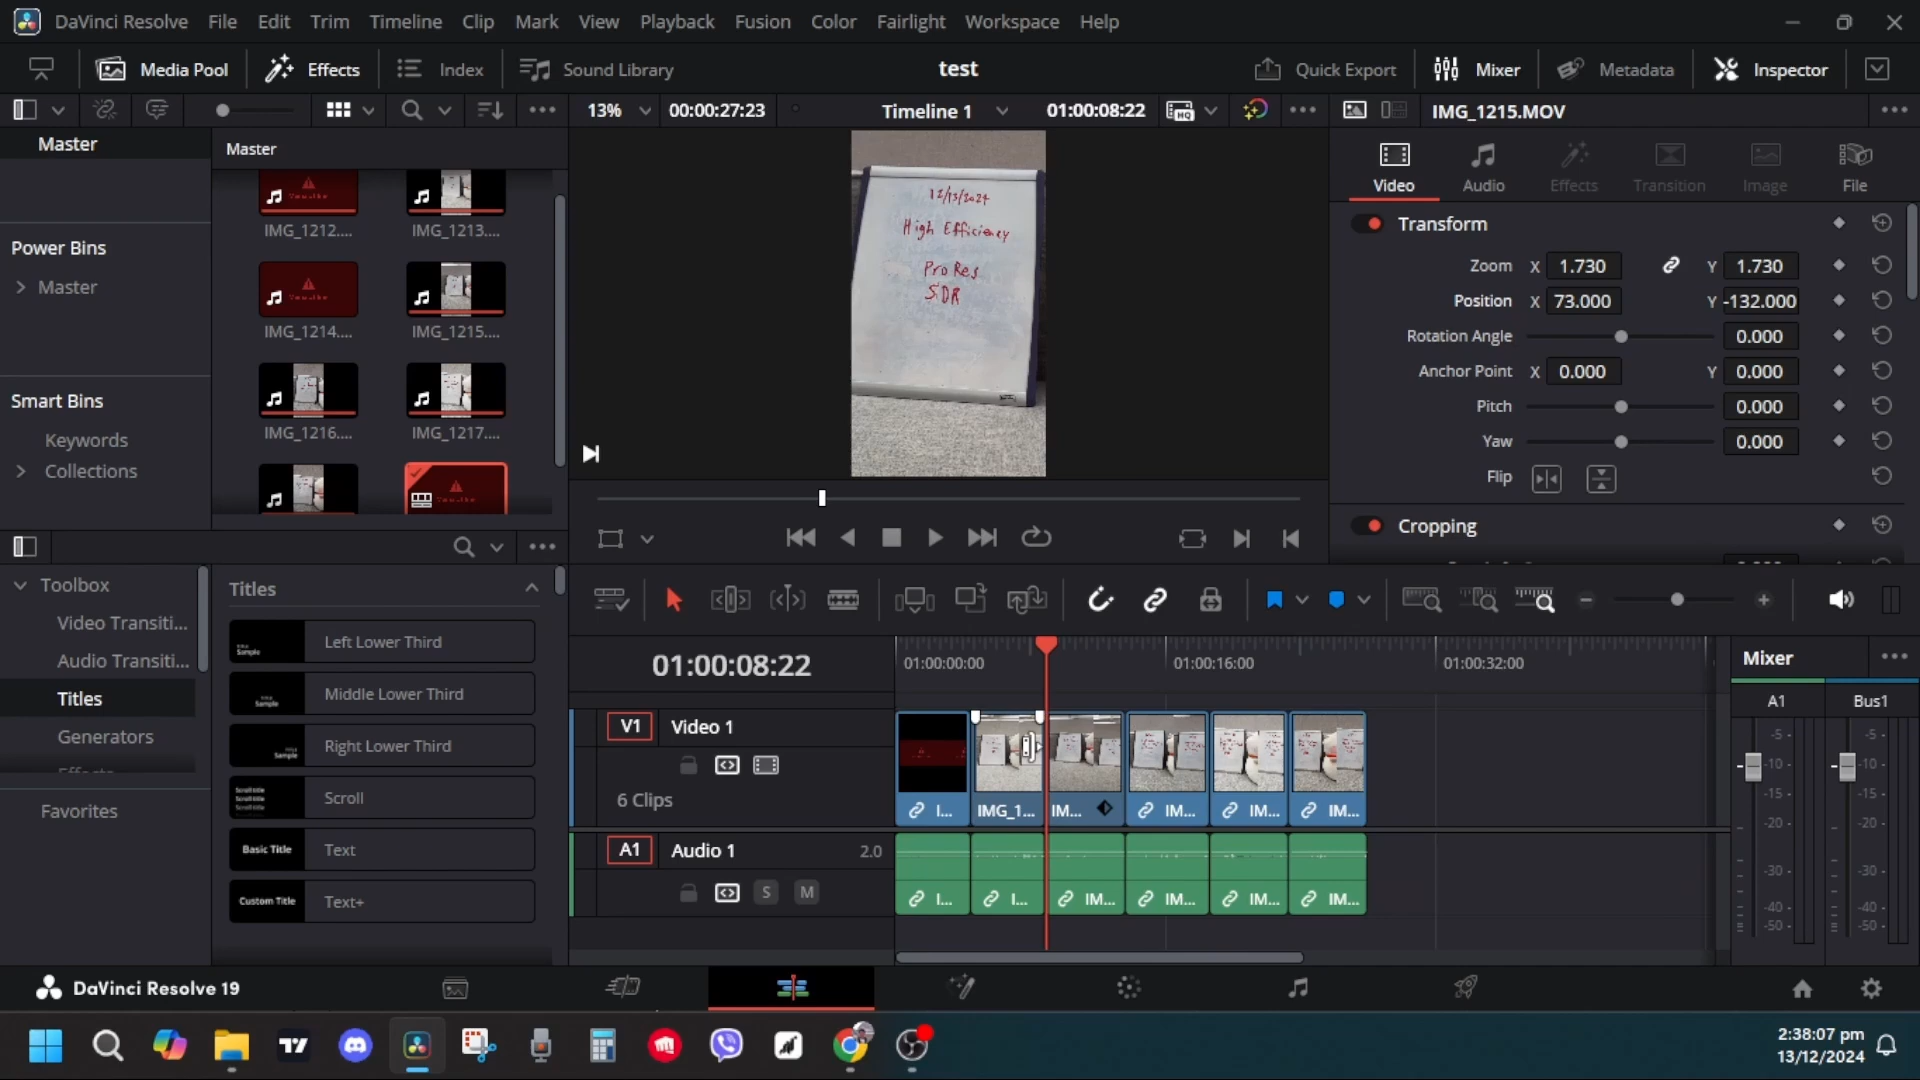 DaVinci Resolve File Edit Trim Timeline Clip Mark View Playback Fusion Color Fairlight Workspace Help
Media Pool Effects Index Sound Library test Quick Export Mixer Metadata Inspector
13% 00:00:27:23 Timeline 1 01:00:08:22 HQ IMG_1215.MOV
Master
Master
Power Bins
Master
Smart Bins
Keywords
Collections
IMG_1212.... IMG_1213....
IMG_1214.... IMG_1215....
IMG_1216.... IMG_1217....
12/13/2024
High Efficiency
ProRes
SDR
Video Audio Effects Transition Image File
Transform
Zoom X 1.730 Y 1.730
Position X 73.000 Y -132.000
Rotation Angle 0.000
Anchor Point X 0.000 Y 0.000
Pitch 0.000
Yaw 0.000
Flip
Cropping
Toolbox
Video Transiti...
Audio Transiti...
Titles
Generators
Effects
Favorites
Titles
Sample Left Lower Third
Sample Middle Lower Third
Sample Right Lower Third
Scroll
Basic Title Text
Custom Title Text+
01:00:08:22
01:00:00:00 01:00:16:00 01:00:32:00
V1 Video 1
6 Clips
I... IMG_1... IM... IM... IM... IM...
A1 Audio 1 2.0
S M
I... I... IM... IM... IM... IM...
Mixer
A1 Bus1
-5 -5
-10 -10
-15 -15
-20 -20
-30 -30
-40 -40
-50 -50
DaVinci Resolve 19
2:38:07 pm
13/12/2024